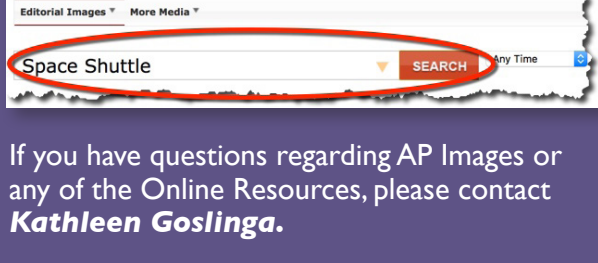 Editorial Images ▼ More Media ▼
Space Shuttle ▼ SEARCH Any Time
If you have questions regarding AP Images or
any of the Online Resources, please contact
Kathleen Goslinga.